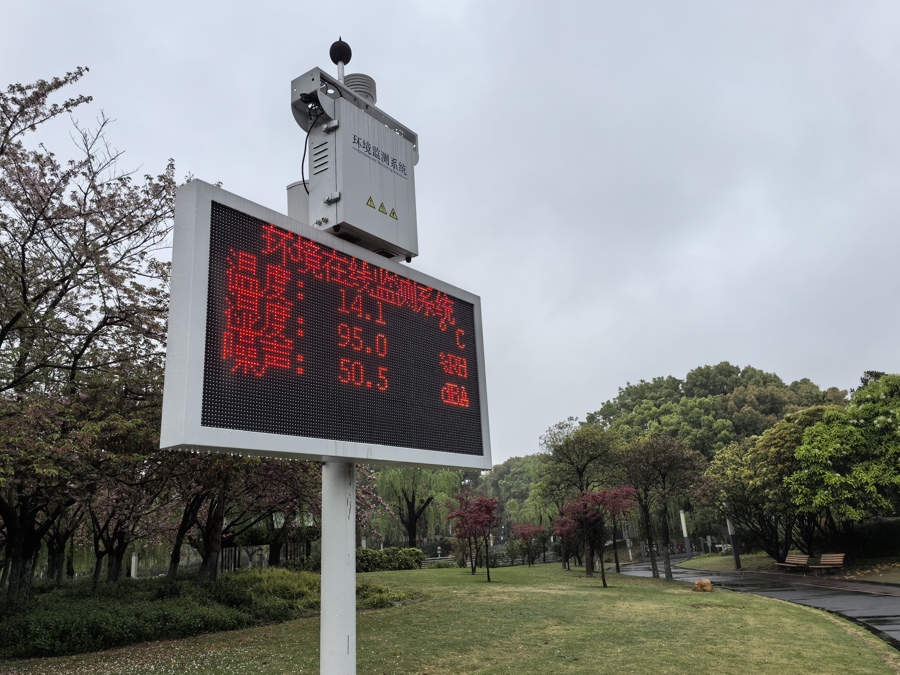 环境监测系统
环境在线监测系统
温度： 14.1 °C
湿度： 95.0 %RH
噪声： 50.5 dBA